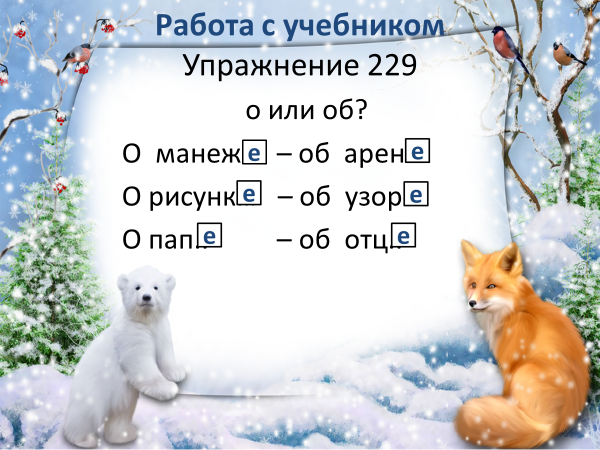 Работа с учебником
Упражнение 229
о или об?
О манеже – об арене
О рисунке – об узоре
О папе – об отце